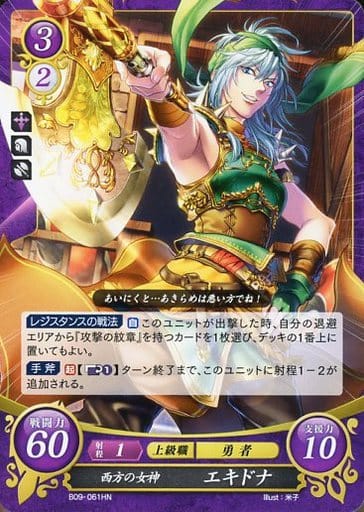 3
2
あいにくと…あきらめは悪い方でね！
レジスタンスの戦法 自 このユニットが出撃した時、自分の退避
エリアから『攻撃の紋章』を持つカードを1枚選び、デッキの1番上に
置いてもよい。
手斧 起 【1】ターン終了まで、このユニットに射程1－2が
追加される。
戦闘力
60
射程 1
上級職 勇者
支援力
10
西方の女神 エキドナ
B09-061HN
Illust：米子